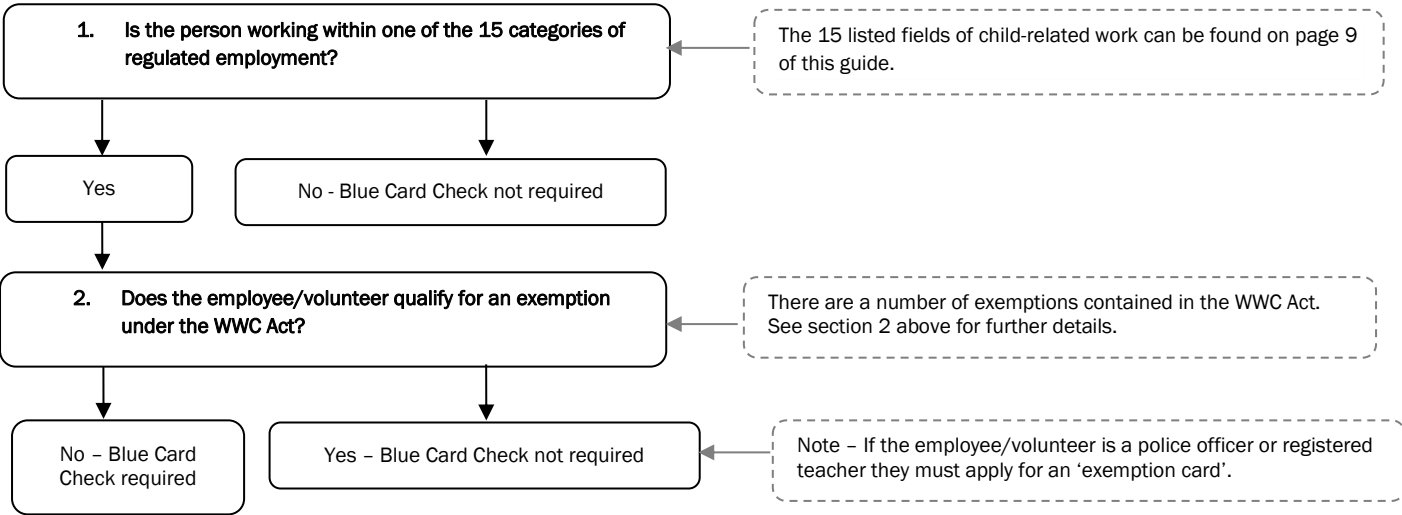 1. Is the person working within one of the 15 categories of
regulated employment?
The 15 listed fields of child-related work can be found on page 9
of this guide.
Yes
No - Blue Card Check not required
2. Does the employee/volunteer qualify for an exemption
under the WWC Act?
There are a number of exemptions contained in the WWC Act.
See section 2 above for further details.
No – Blue Card
Check required
Yes – Blue Card Check not required
Note – If the employee/volunteer is a police officer or registered
teacher they must apply for an ‘exemption card’.